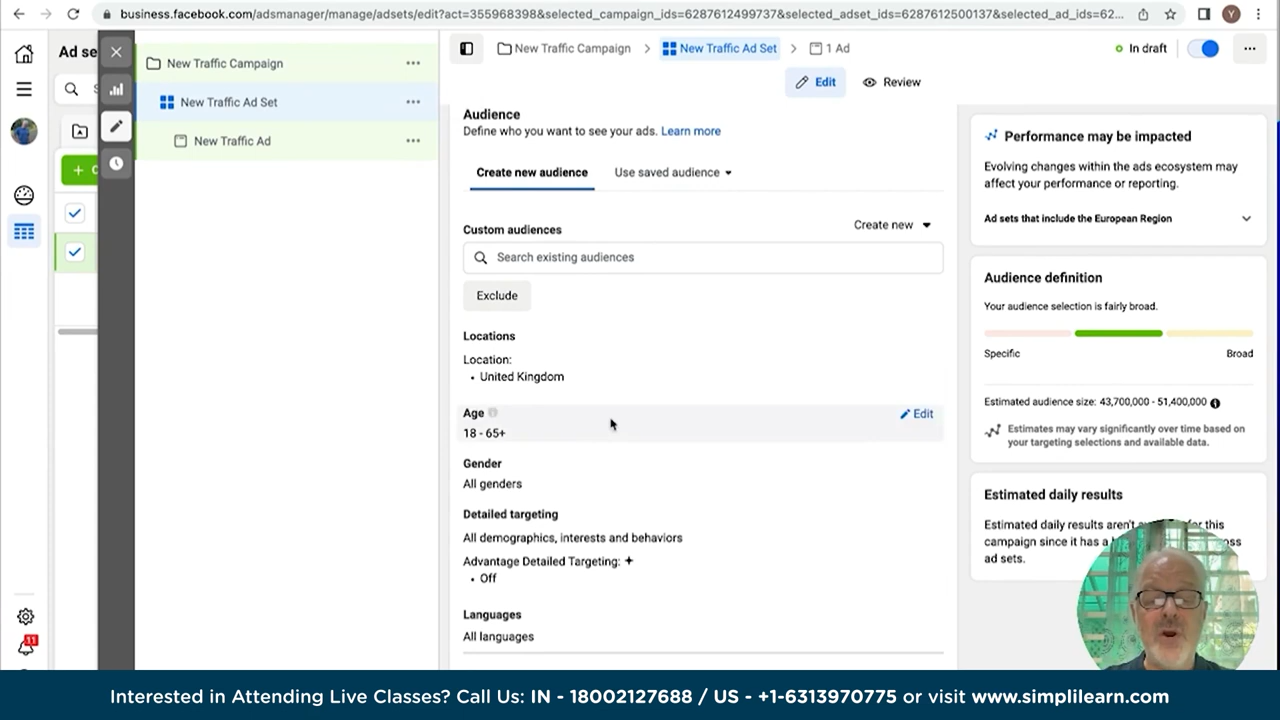 business.facebook.com/adsmanager/manage/adsets/edit?act=355968398&selected_campaign_ids=6287612499737&selected_adset_ids=6287612500137&selected_ad_ids=62...
Y
Ad se
New Traffic Campaign
New Traffic Ad Set
New Traffic Ad
11
New Traffic Campaign
New Traffic Ad Set
1 Ad
In draft
Edit
Review
Audience
Define who you want to see your ads. Learn more
Create new audience
Use saved audience
Custom audiences
Create new
Search existing audiences
Exclude
Locations
Location:
• United Kingdom
Age
Edit
18 - 65+
Gender
All genders
Detailed targeting
All demographics, interests and behaviors
Advantage Detailed Targeting:
• Off
Languages
All languages
Performance may be impacted
Evolving changes within the ads ecosystem may
affect your performance or reporting.
Ad sets that include the European Region
Audience definition
Your audience selection is fairly broad.
Specific
Broad
Estimated audience size: 43,700,000 - 51,400,000
Estimates may vary significantly over time based on
your targeting selections and available data.
Estimated daily results
Estimated daily results aren't for this
campaign since it has a
ad sets.
Interested in Attending Live Classes? Call Us: IN - 18002127688 / US - +1-6313970775 or visit www.simplilearn.com